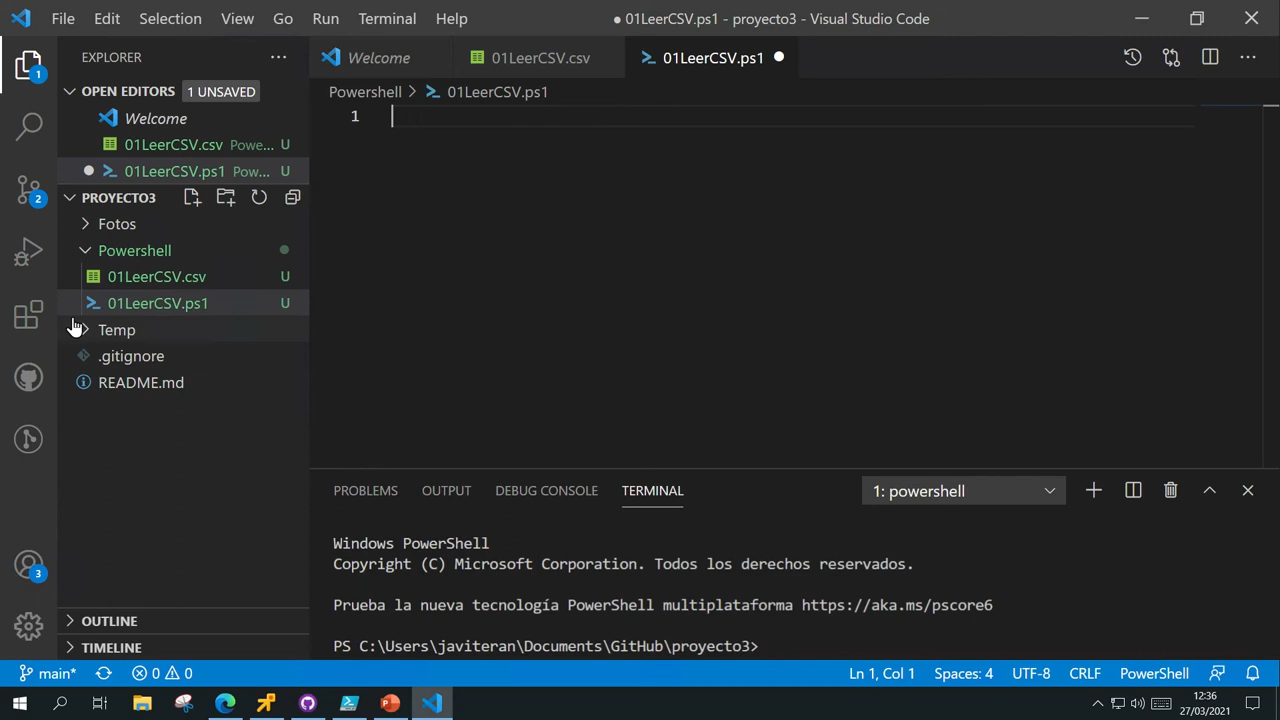 File Edit Selection View Go Run Terminal Help ● 01LeerCSV.ps1 - proyecto3 - Visual Studio Code
EXPLORER
OPEN EDITORS 1 UNSAVED
Welcome
01LeerCSV.csv Powe... U
01LeerCSV.ps1 Pow... U
PROYECTO3
Fotos
Powershell
01LeerCSV.csv U
01LeerCSV.ps1 U
Temp
.gitignore
README.md
OUTLINE
TIMELINE
1
2
3
Welcome 01LeerCSV.csv 01LeerCSV.ps1
Powershell > 01LeerCSV.ps1
1
PROBLEMS OUTPUT DEBUG CONSOLE TERMINAL 1: powershell
Windows PowerShell
Copyright (C) Microsoft Corporation. Todos los derechos reservados.
Prueba la nueva tecnología PowerShell multiplataforma https://aka.ms/pscore6
PS C:\Users\javiteran\Documents\GitHub\proyecto3>
main* 0 0 Ln 1, Col 1 Spaces: 4 UTF-8 CRLF PowerShell
12:36
27/03/2021